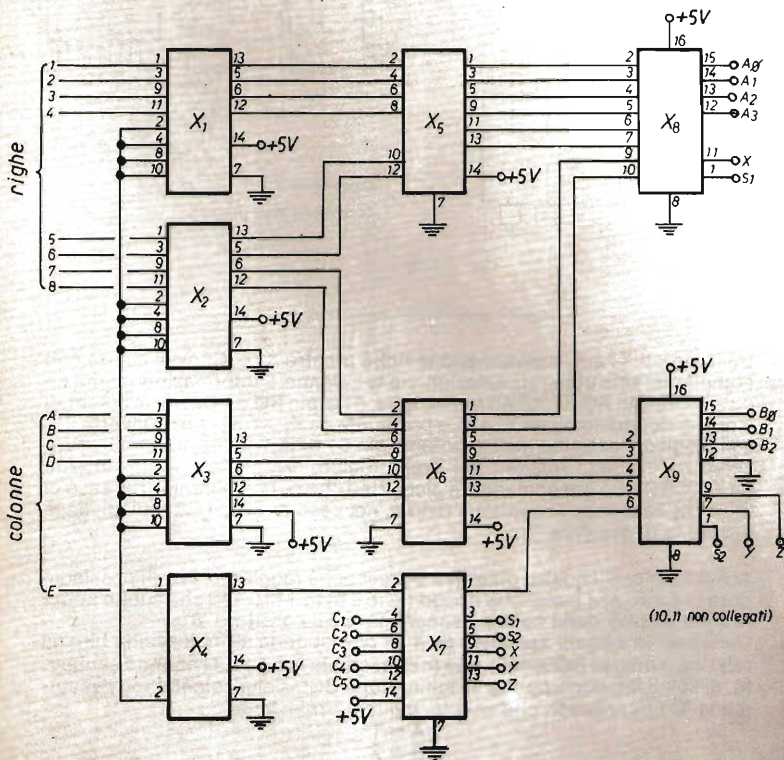 righe
1
2
3
4
1
3
9
11
2
4
8
10
X1
13
5
6
12
14 +5V
7
5
6
7
8
1
3
9
11
2
4
8
10
X2
13
5
6
12
14 +5V
7
colonne
A
B
C
D
E
1
3
9
11
2
4
8
10
X3
13
5
6
12
14
7
+5V
1
2
X4
13
14 +5V
7
2
4
6
8
10
12
X5
1
3
5
9
11
13
14 +5V
7
2
4
6
8
10
12
7
X6
1
3
5
9
11
13
14
+5V
2
C1 4
C2 6
C3 8
C4 10
C5 12
14
+5V
X7
1
3 S1
5 S2
9 X
11 Y
13 Z
7
+5V
16
2
3
4
5
6
7
9
10
X8
15 AØ
14 A1
13 A2
12 A3
11 X
1 S1
8
+5V
16
2
3
4
5
6
X9
15 BØ
14 B1
13 B2
12
9
7
1
8
S2 Y Z
(10.11 non collegati)